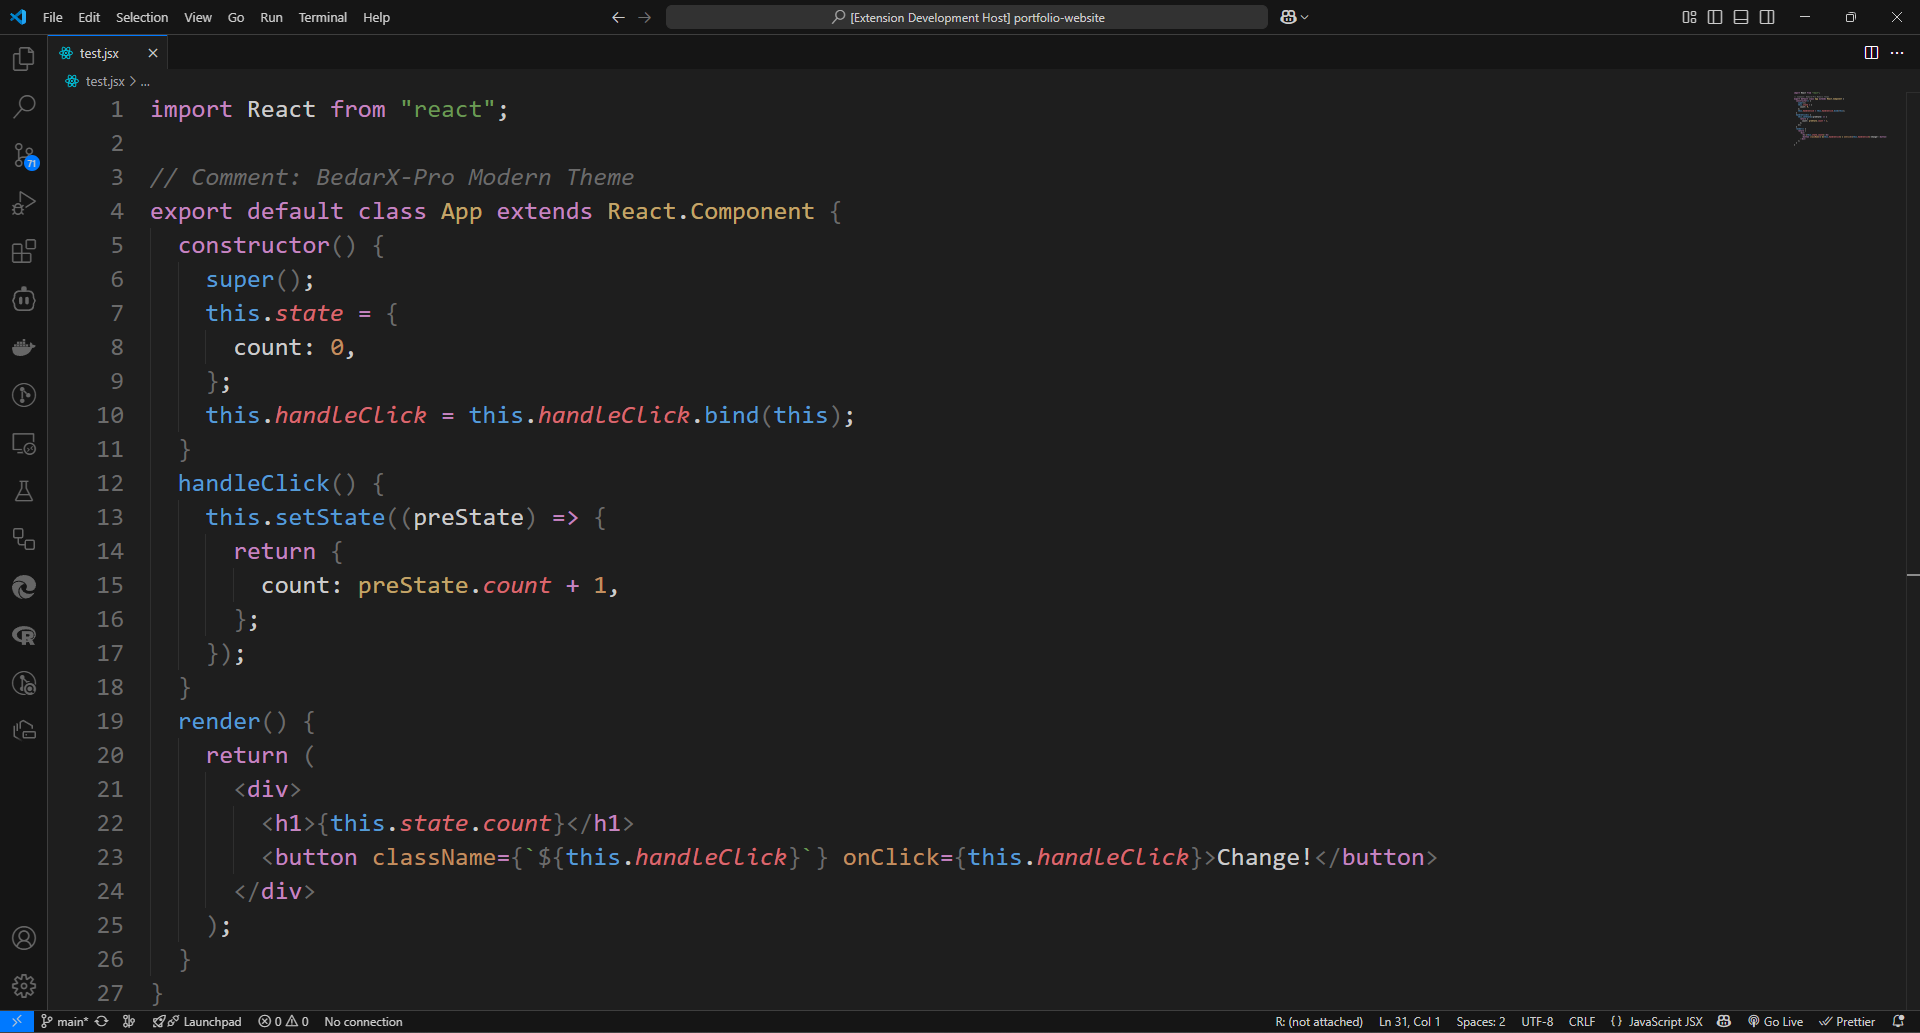 File Edit Selection View Go Run Terminal Help
[Extension Development Host] portfolio-website
test.jsx
test.jsx > ...
71
1 import React from "react";
2
3 // Comment: BedarX-Pro Modern Theme
4 export default class App extends React.Component {
5 constructor() {
6 super();
7 this.state = {
8 count: 0,
9 };
10 this.handleClick = this.handleClick.bind(this);
11 }
12 handleClick() {
13 this.setState((preState) => {
14 return {
15 count: preState.count + 1,
16 };
17 });
18 }
19 render() {
20 return (
21 <div>
22 <h1>{this.state.count}</h1>
23 <button className={`${this.handleClick}`} onClick={this.handleClick}>Change!</button>
24 </div>
25 );
26 }
27 }
main* Launchpad 0 0 No connection R: (not attached) Ln 31, Col 1 Spaces: 2 UTF-8 CRLF {} JavaScript JSX Go Live Prettier